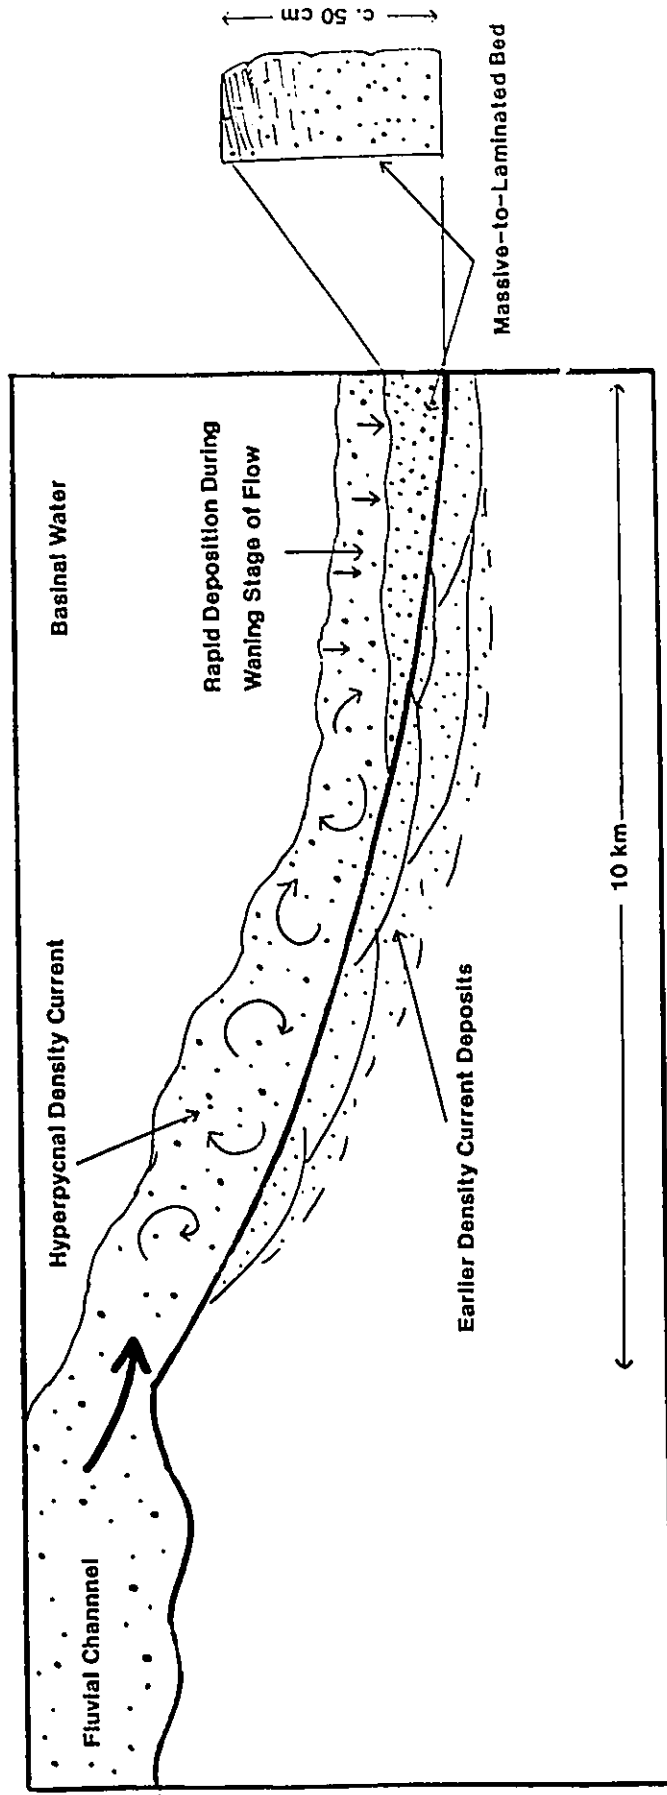 Fluvial Channnel
Hyperpycnal Density Current
Basinal Water
Rapid Deposition During
Waning Stage of Flow
Earlier Density Current Deposits
10 km
c. 50 cm
Massive-to-Laminated Bed